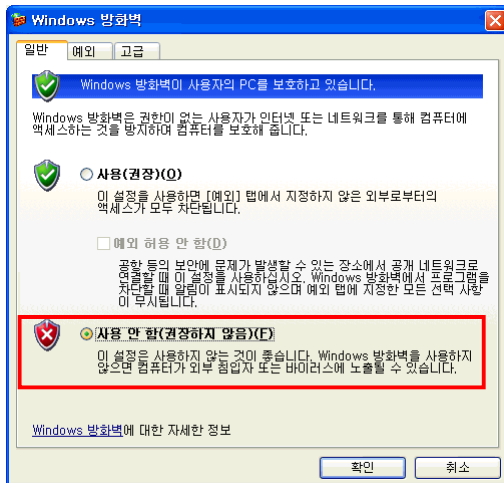 Windows 방화벽
일반 예외 고급
Windows 방화벽이 사용자의 PC를 보호하고 있습니다.
Windows 방화벽은 권한이 없는 사용자가 인터넷 또는 네트워크를 통해 컴퓨터에
액세스하는 것을 방지하여 컴퓨터를 보호해 줍니다.
사용(권장)(O)
이 설정을 사용하면 [예외] 탭에서 지정하지 않은 외부로부터의
액세스가 모두 차단됩니다.
예외 허용 안 함(D)
공항 등의 보안에 문제가 발생할 수 있는 장소에서 공개 네트워크로
연결할 때 이 설정을 사용하십시오. Windows 방화벽에서 프로그램을
차단할 때 알림이 표시되지 않으며 예외 탭에 지정한 모든 선택 사항
이 무시됩니다.
사용 안 함(권장하지 않음)(F)
이 설정은 사용하지 않는 것이 좋습니다. Windows 방화벽을 사용하지
않으면 컴퓨터가 외부 침입자 또는 바이러스에 노출될 수 있습니다.
Windows 방화벽에 대한 자세한 정보
확인 취소